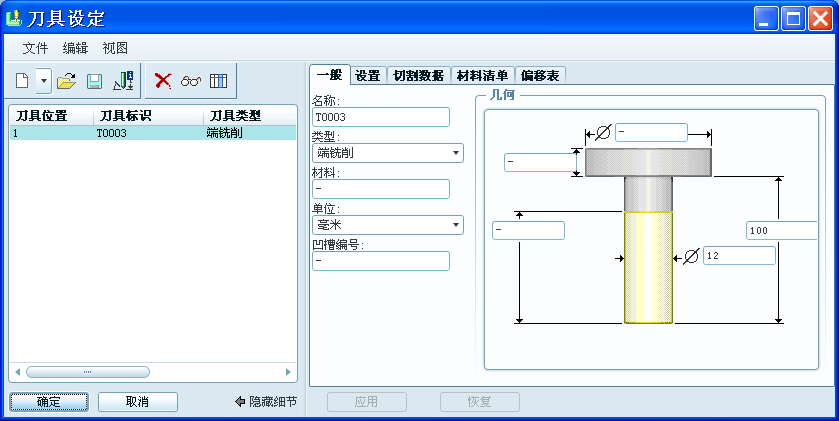 刀具设定
文件 编辑 视图
刀具位置 刀具标识 刀具类型
1 T0003 端铣削
一般 设置 切割数据 材料清单 偏移表
名称:
T0003
类型:
端铣削
材料:
-
单位:
毫米
凹槽编号:
-
几何
Ø -
-
-
100
Ø 12
确定 取消 隐藏细节
应用 恢复